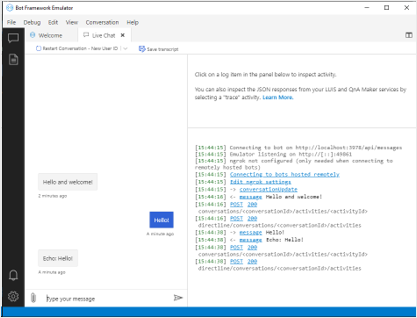 Bot Framework Emulator
File Debug Edit View Conversation Help
Welcome
Live Chat
Restart Conversation - New User ID
Save transcript
Click on a log item in the panel below to inspect activity.
You can also inspect the JSON responses from your LUIS and QnA Maker services by
selecting a "trace" activity. Learn More.
Hello and welcome!
2 minutes ago
Hello!
A minute ago
Echo: Hello!
A minute ago
Type your message
[15:44:15] Connecting to bot on http://localhost:3978/api/messages
[15:44:15] Emulator listening on http://[::]:49961
[15:44:15] ngrok not configured (only needed when connecting to
remotely hosted bots)
[15:44:15] Connecting to bots hosted remotely
[15:44:15] Edit ngrok settings
[15:44:15] -> conversationUpdate
[15:44:16] <- message Hello and welcome!
[15:44:16] POST 200
conversations/<conversationId>/activities/<activityId>
[15:44:16] POST 200
directline/conversations/<conversationId>/activities
[15:44:38] -> message Hello!
[15:44:38] <- message Echo: Hello!
[15:44:38] POST 200
conversations/<conversationId>/activities/<activityId>
[15:44:38] POST 200
directline/conversations/<conversationId>/activities